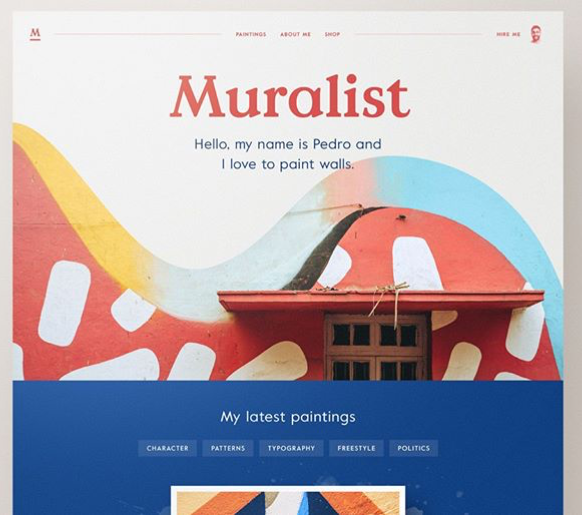 M
PAINTINGS ABOUT ME SHOP
HIRE ME
Muralist
Hello, my name is Pedro and
I love to paint walls.
My latest paintings
CHARACTER PATTERNS TYPOGRAPHY FREESTYLE POLITICS